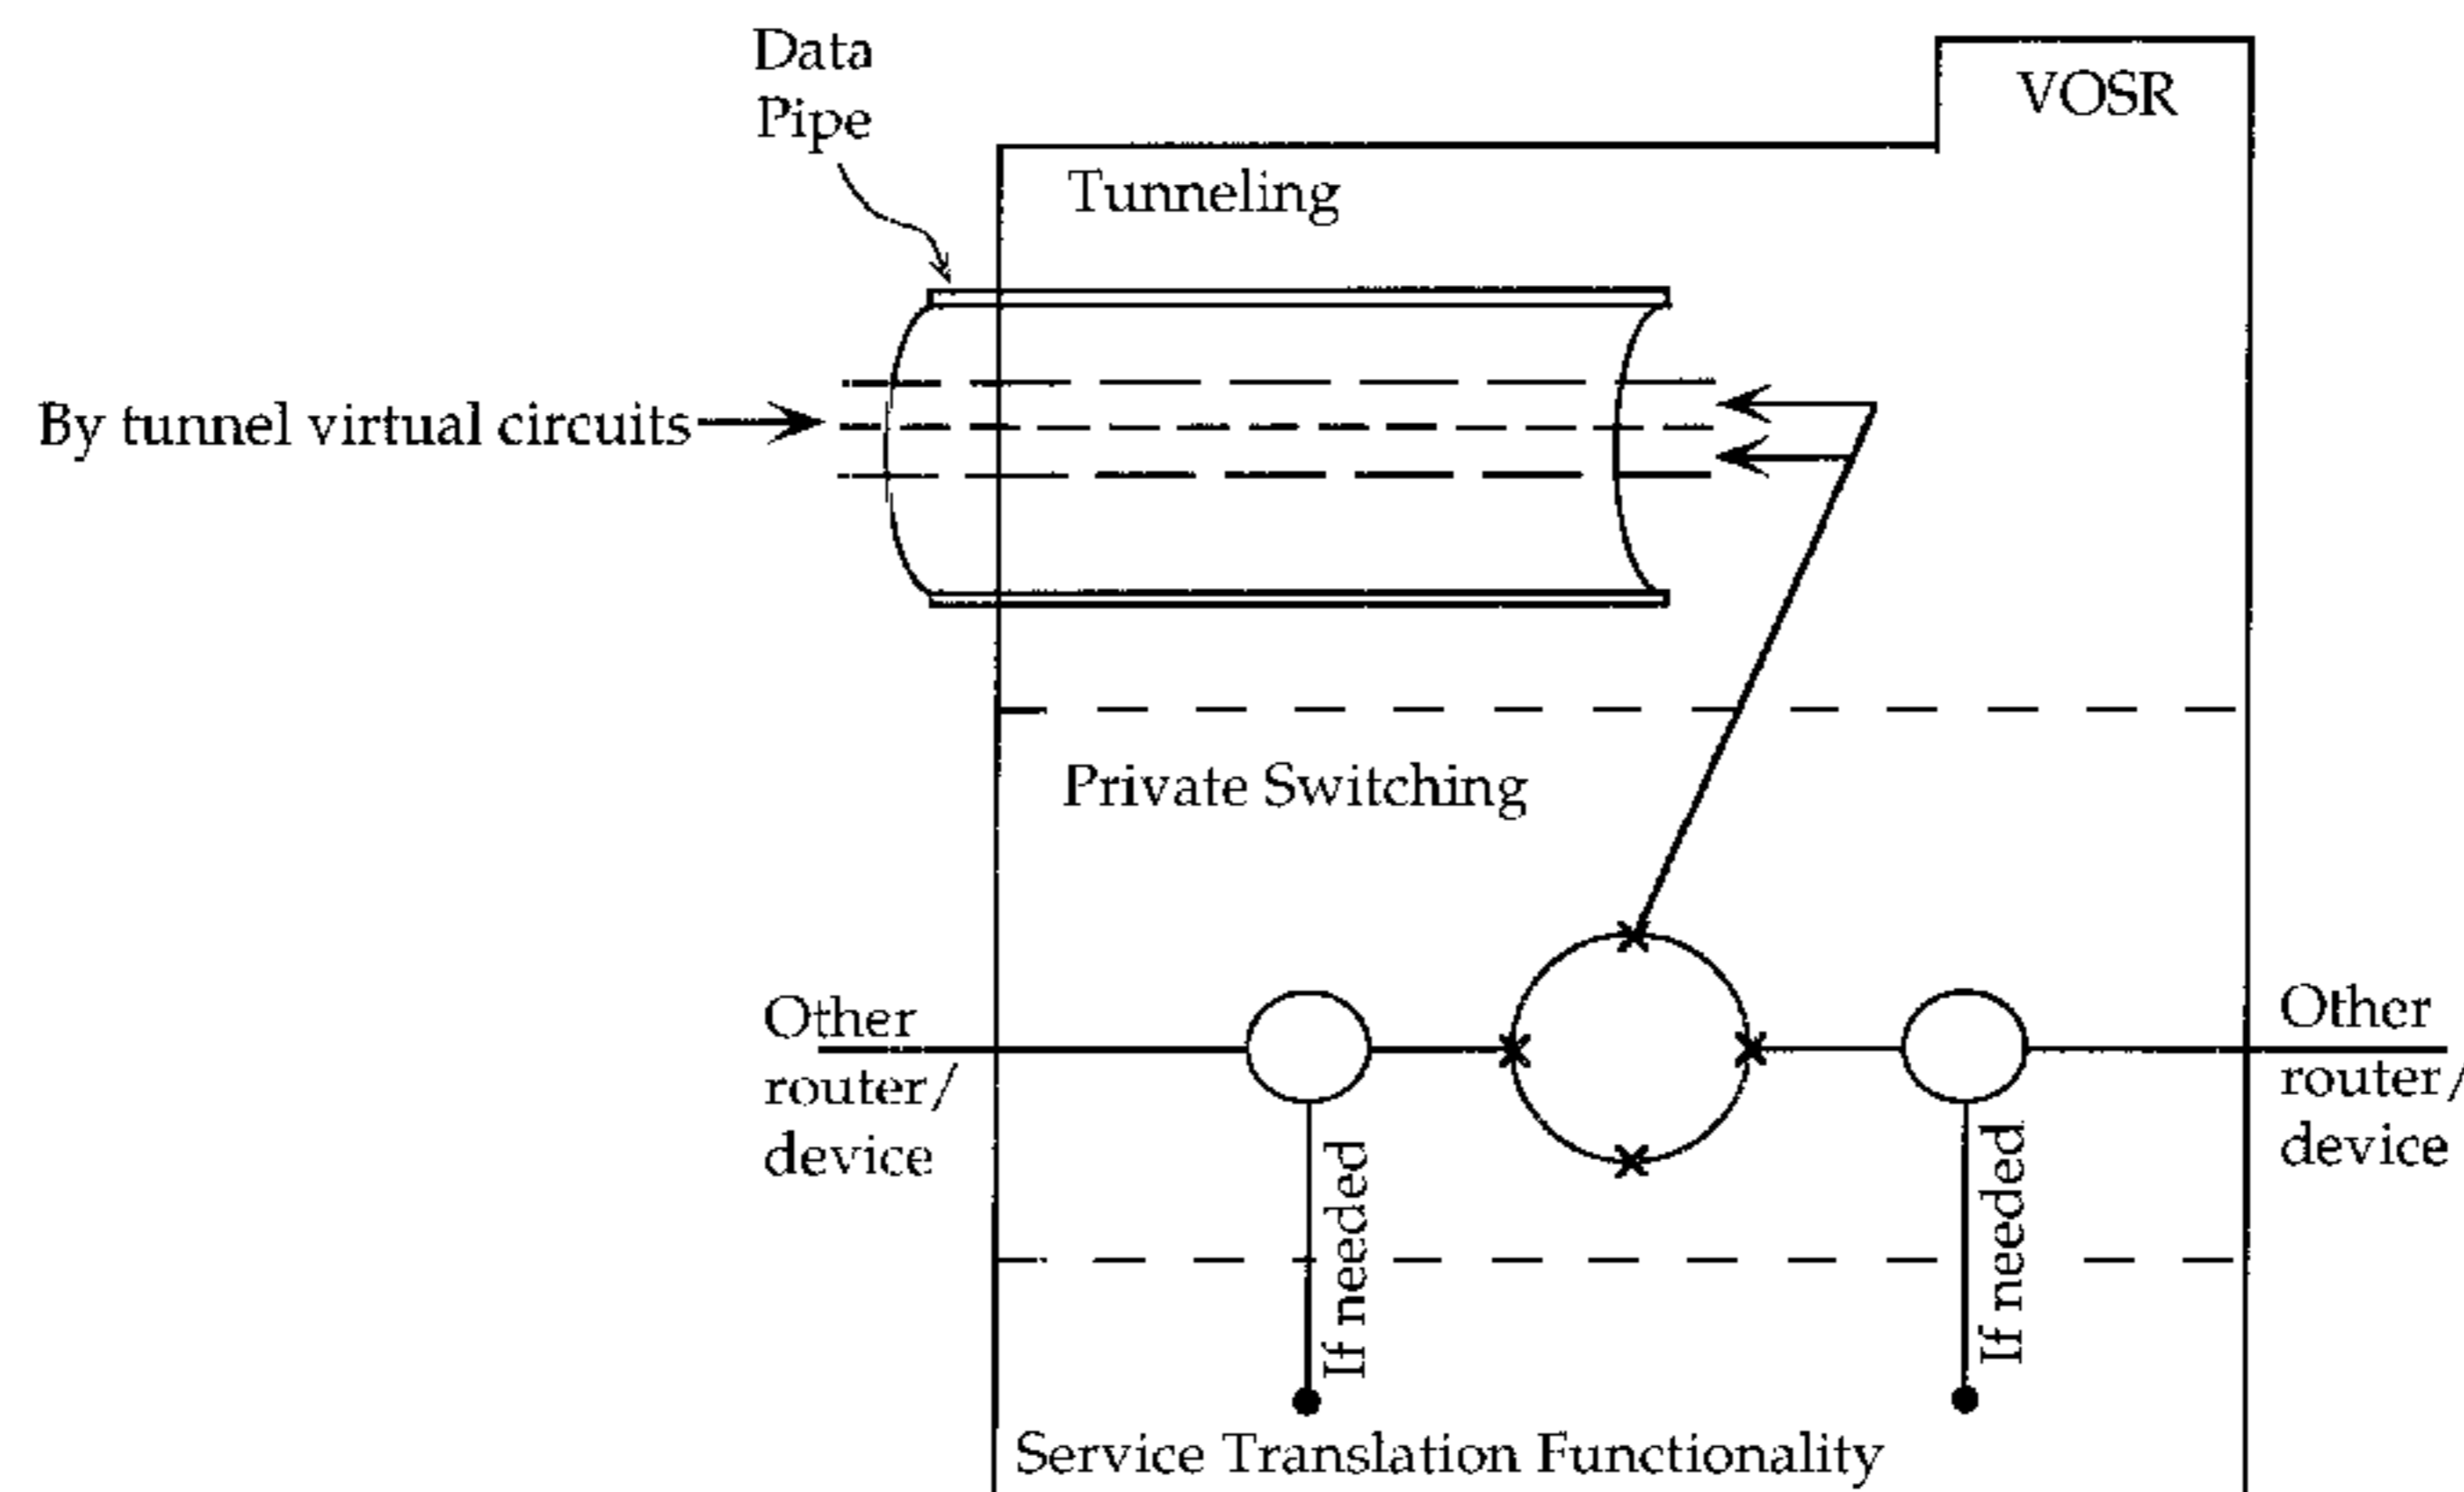 Data
Pipe
VOSR
Tunneling
By tunnel virtual circuits
Private Switching
Other
router/
device
Other
router/
device
If needed
If needed
Service Translation Functionality